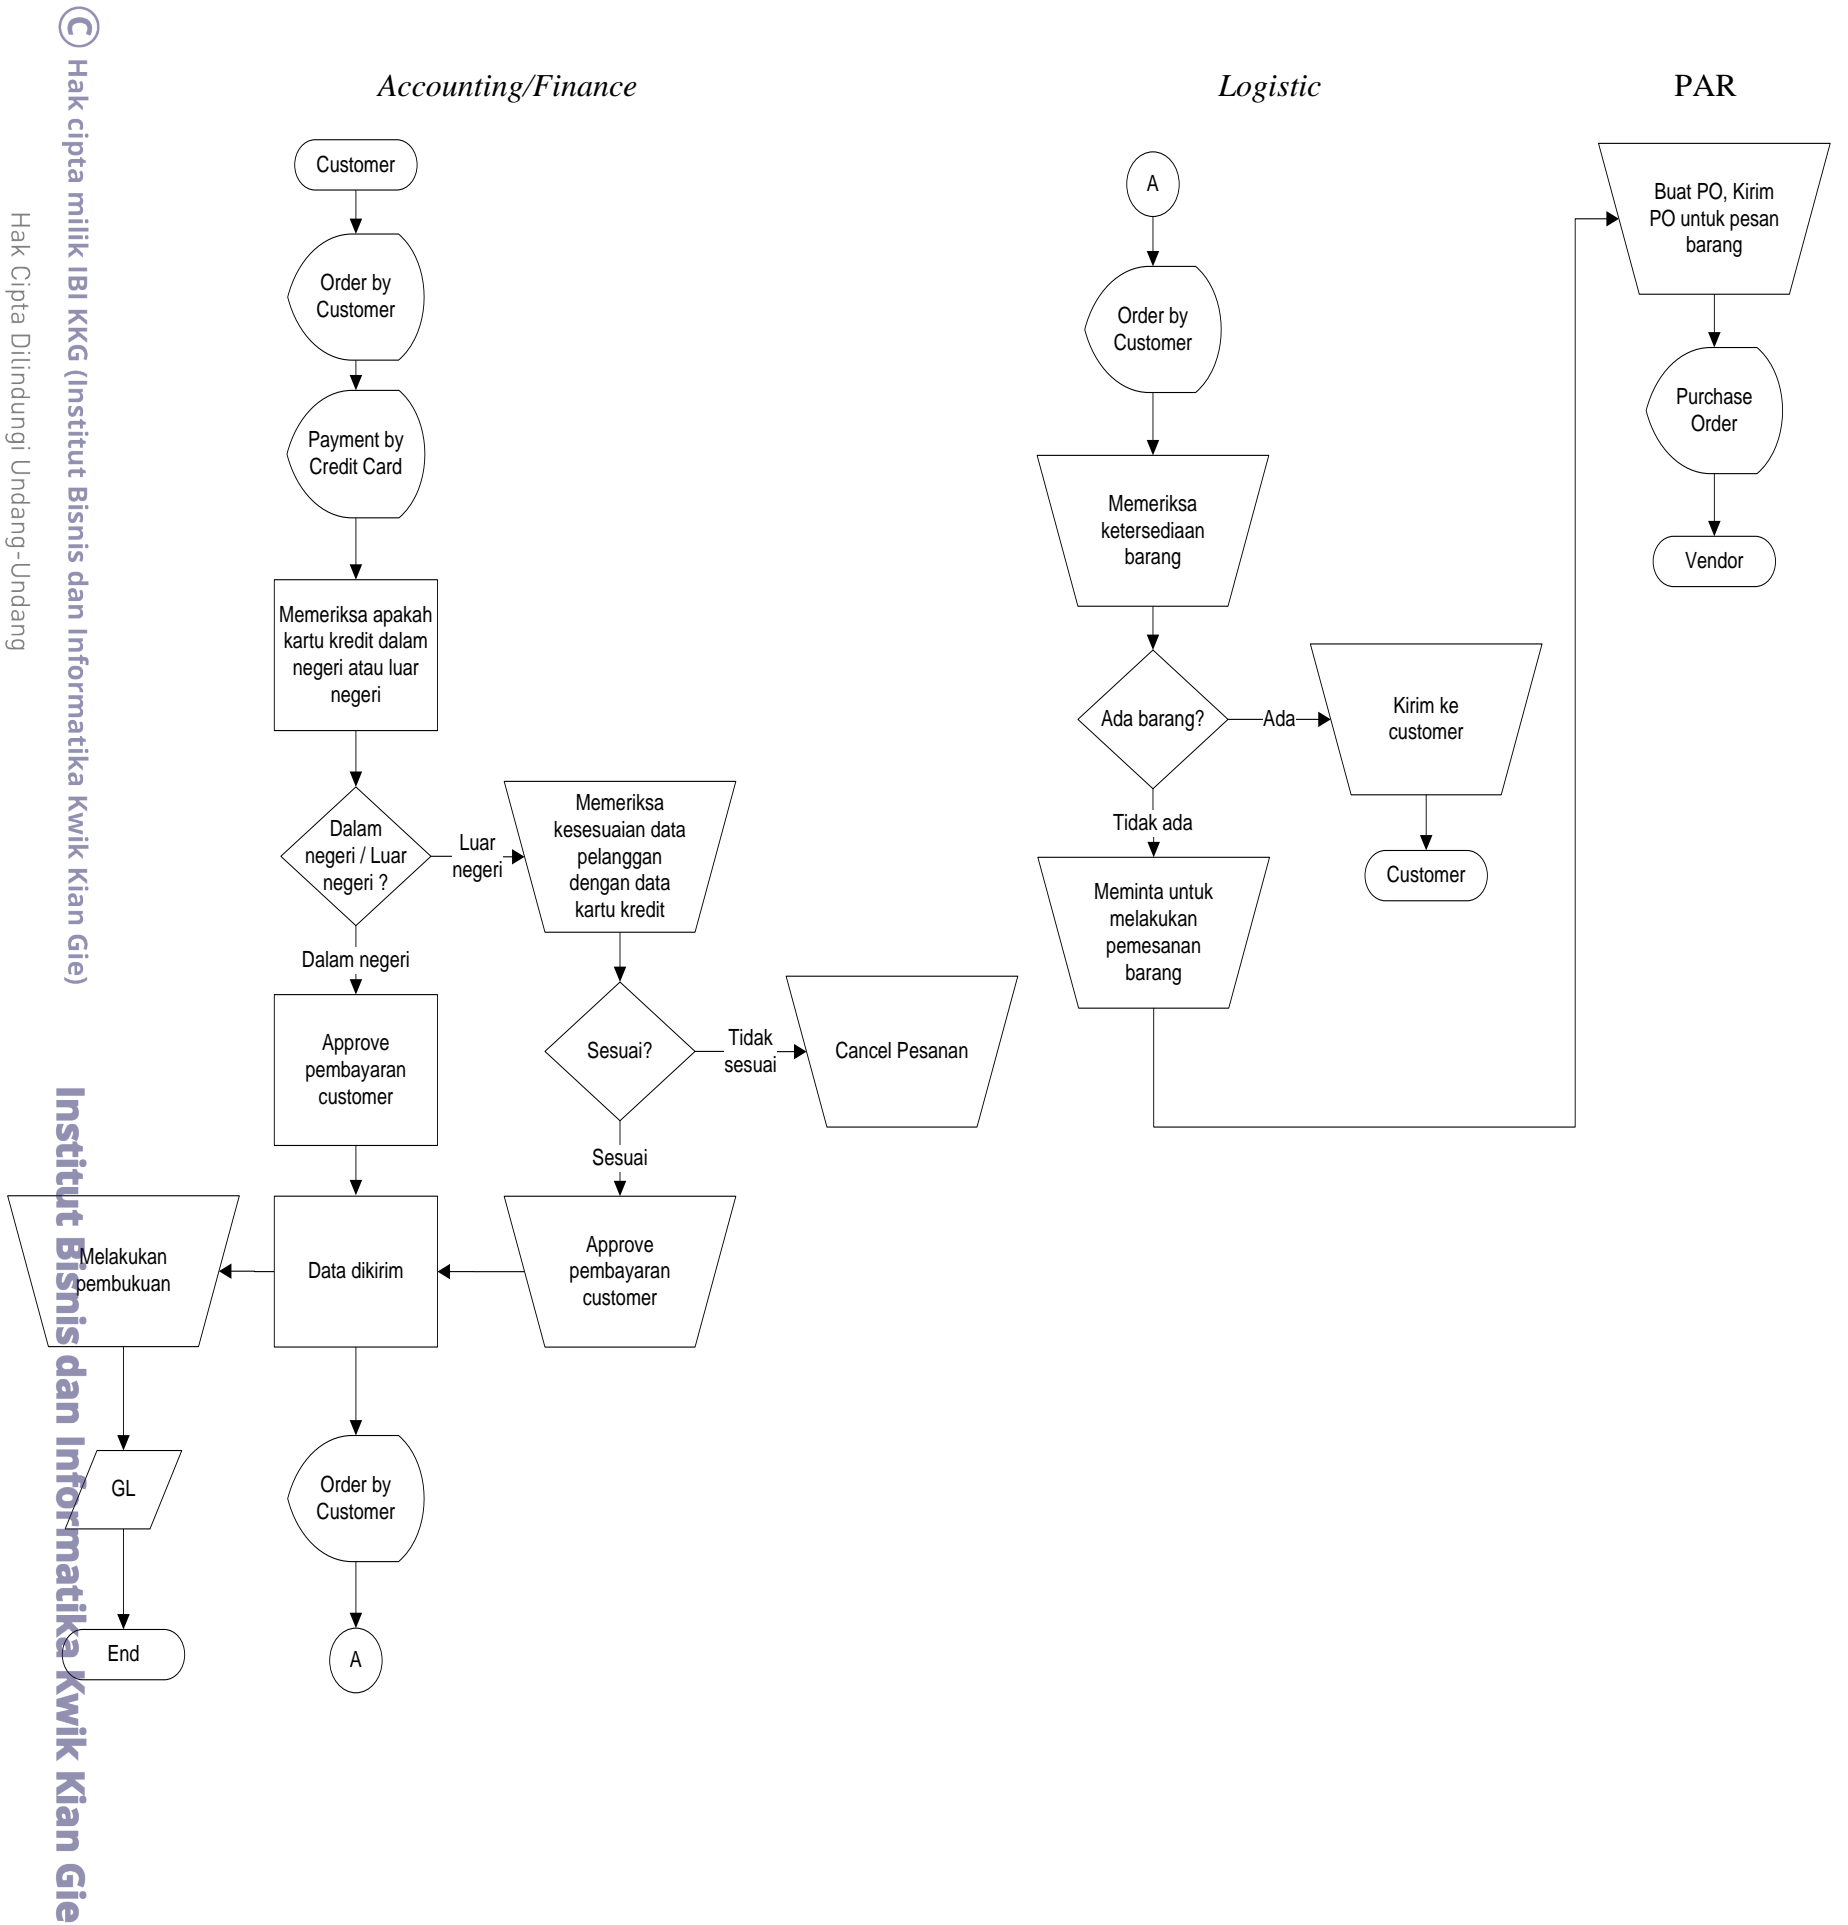 © Hak cipta milik IBI KKG (Institut Bisnis dan Informatika Kwik Kian Gie)
Hak Cipta Dilindungi Undang-Undang
Institut Bisnis dan Informatika Kwik Kian Gie
Accounting/Finance
Customer
Order by
Customer
Payment by
Credit Card
Memeriksa apakah
kartu kredit dalam
negeri atau luar
negeri
Dalam
negeri / Luar
negeri ?
Luar
negeri
Memeriksa
kesesuaian data
pelanggan
dengan data
kartu kredit
Dalam negeri
Approve
pembayaran
customer
Sesuai?
Tidak
sesuai
Cancel Pesanan
Sesuai
Approve
pembayaran
customer
Data dikirim
Melakukan
pembukuan
GL
End
Order by
Customer
A
Logistic
A
Order by
Customer
Memeriksa
ketersediaan
barang
Ada barang?
Ada
Kirim ke
customer
Customer
Tidak ada
Meminta untuk
melakukan
pemesanan
barang
PAR
Buat PO, Kirim
PO untuk pesan
barang
Purchase
Order
Vendor